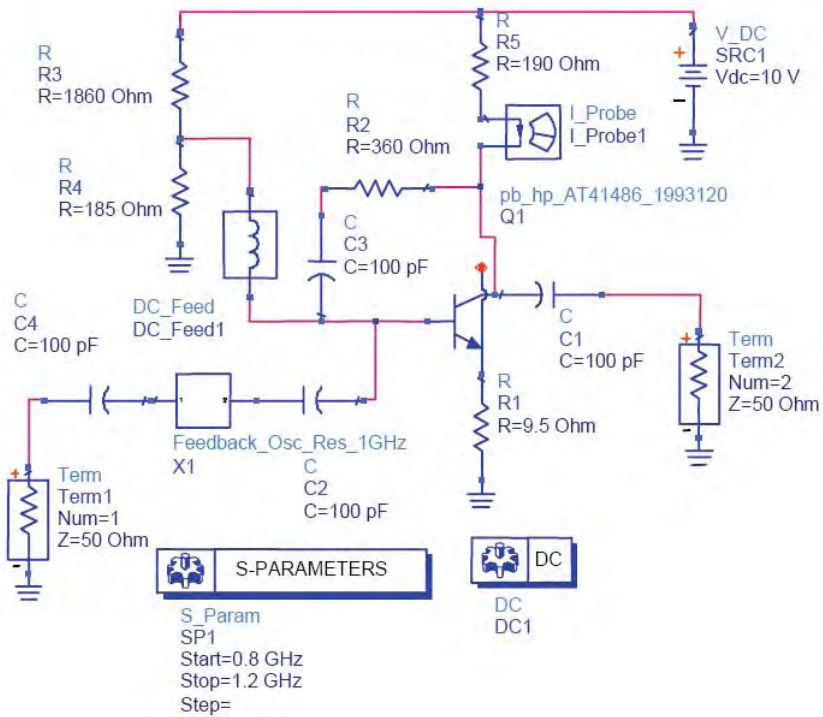 R
R3
R=1860 Ohm
R
R4
R=185 Ohm
R
R2
R=360 Ohm
R
R5
R=190 Ohm
I_Probe
I_Probe1
V_DC
SRC1
Vdc=10 V
+
-
pb_hp_AT41486_1993120
Q1
C
C3
C=100 pF
DC_Feed
DC_Feed1
C
C4
C=100 pF
1
2
Feedback_Osc_Res_1GHz
X1
C
C2
C=100 pF
C
C1
C=100 pF
R
R1
R=9.5 Ohm
+
-
Term
Term1
Num=1
Z=50 Ohm
+
-
Term
Term2
Num=2
Z=50 Ohm
S-PARAMETERS
S_Param
SP1
Start=0.8 GHz
Stop=1.2 GHz
Step=
DC
DC
DC1